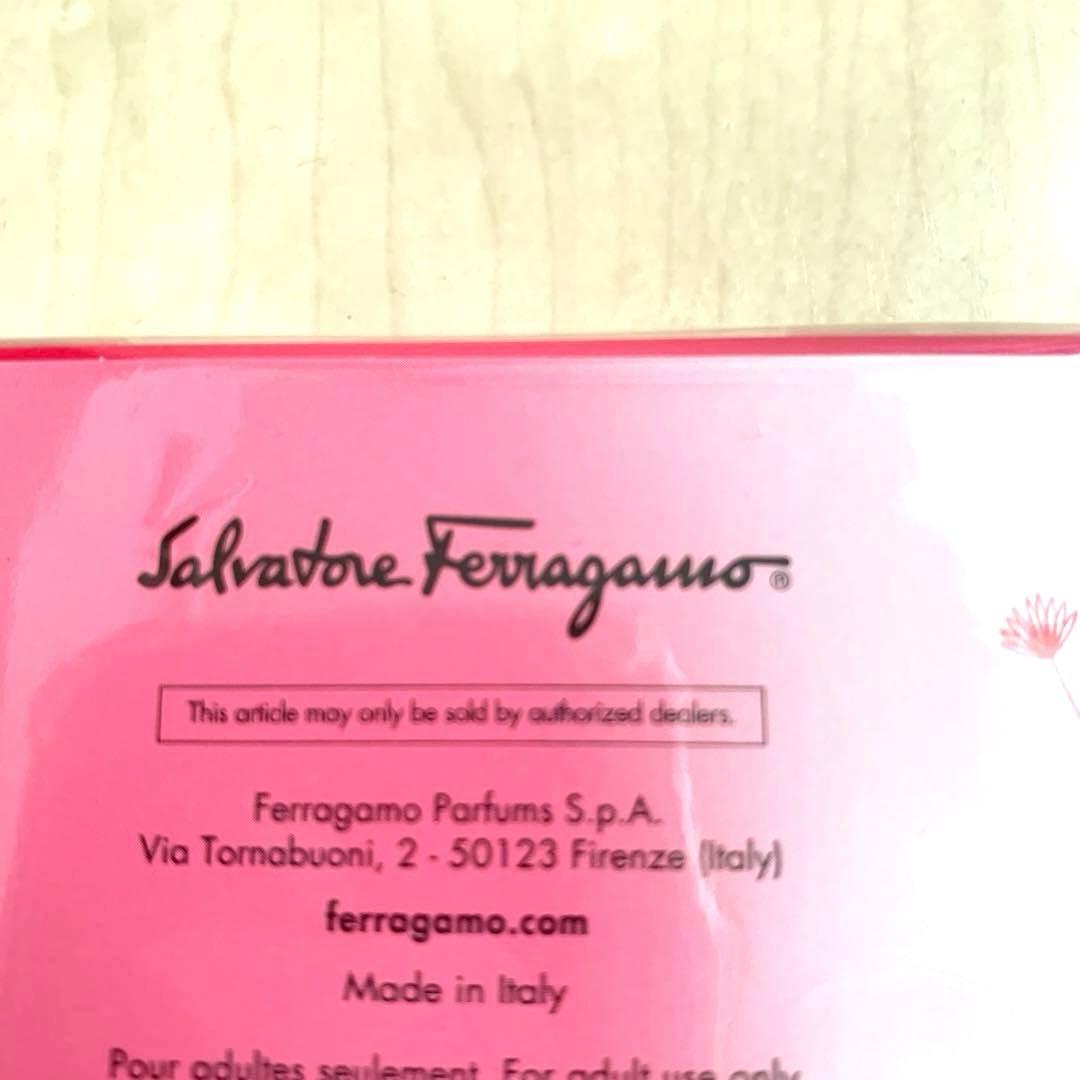 Salvatore Ferragamo®
This article may only be sold by authorized dealers.
Ferragamo Parfums S.p.A.
Via Tornabuoni, 2 - 50123 Firenze (Italy)
ferragamo.com
Made in Italy
Pour adultes seulement. For adult use only.